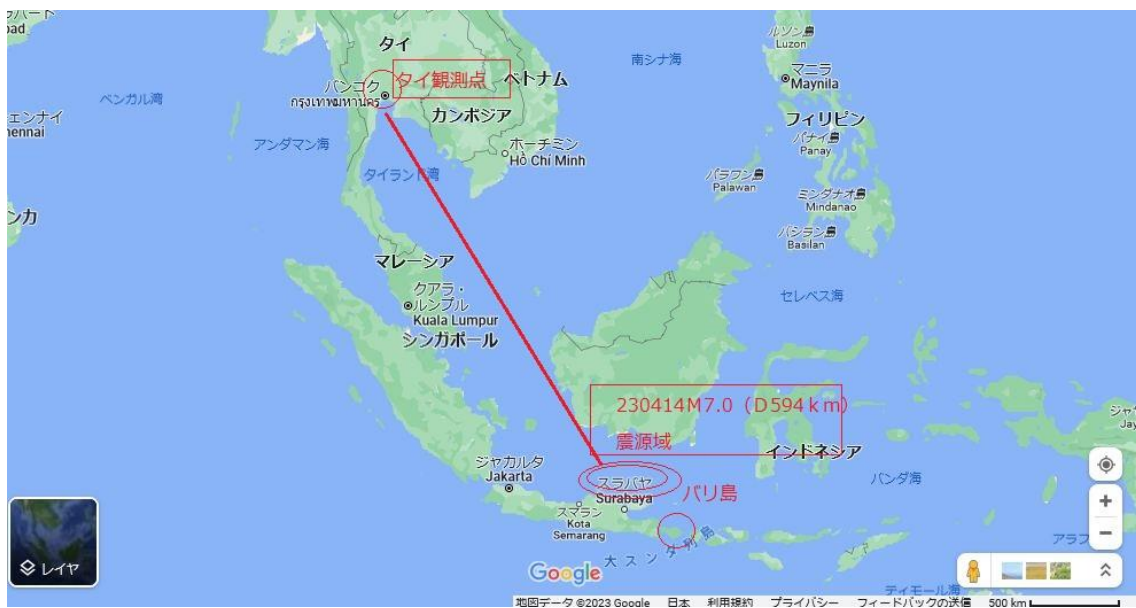 バード
bad
ベンガル湾
ェンナイ
hennai
ンカ
アンダマン海
タイ
バンコク
กรุงเทพมหานคร
タイ観測点
ベトナム
カンボジア
ホーチミン
Hồ Chí Minh
タイランド湾
南シナ海
ルソン島
Luzon
マニラ
Manyila
フィリピン
パナイ島
Panay
パラワン島
Palawan
ミンダナオ島
Mindanao
バシラン島
Basilan
マレーシア
クアラ・
ルンプル
Kuala Lumpur
シンガポール
セレベス海
230414M7.0（D594ｋｍ）
震源域
インドネシア
ジャ
Jay
ジャカルタ
Jakarta
スラバヤ
Surabaya
バリ島
バンダ海
スマラン
Kota
Semarang
大スンダ列島
アラフ
ティモール海
レイヤ
Google
地図データ ©2023 Google 日本 利用規約 プライバシー フィードバックの送信 500 km